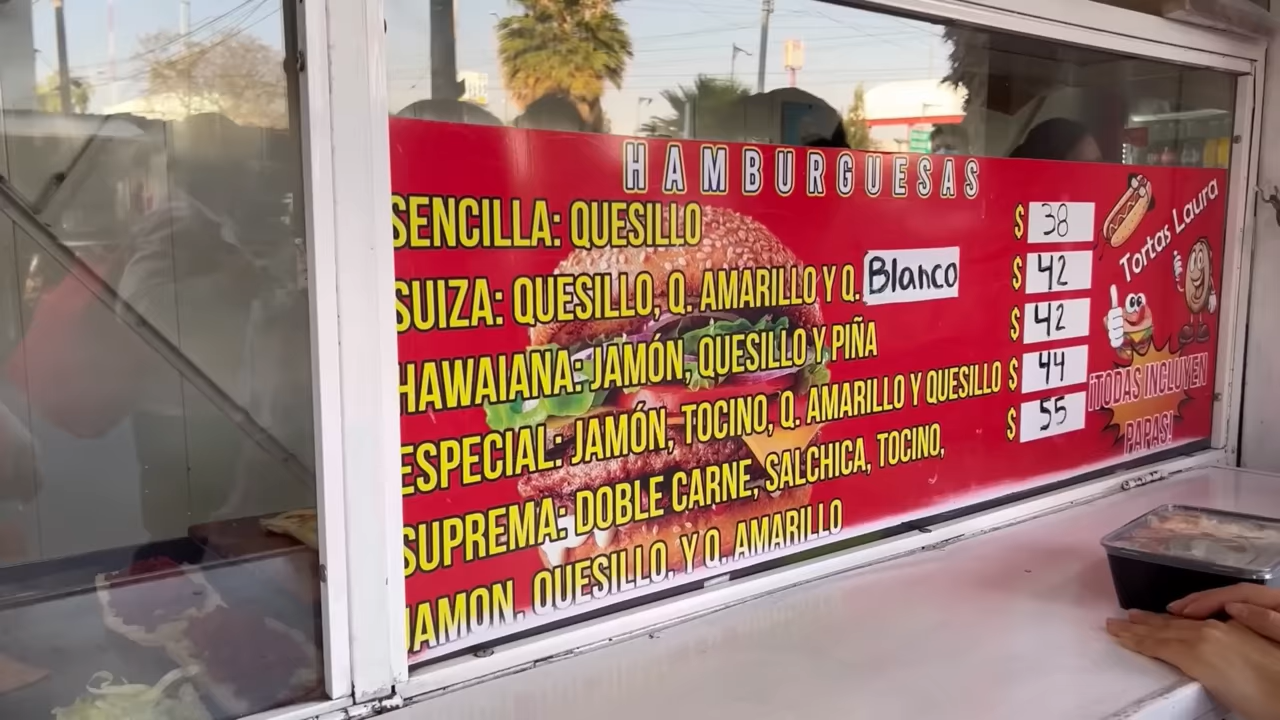 HAMBURGUESAS
SENCILLA: QUESILLO $ 38
SUIZA: QUESILLO, Q. AMARILLO Y Q. Blanco $ 42
HAWAIANA: JAMÓN, QUESILLO Y PIÑA $ 42
ESPECIAL: JAMÓN, TOCINO, Q. AMARILLO Y QUESILLO $ 44
SUPREMA: DOBLE CARNE, SALCHICA, TOCINO, $ 55
JAMON, QUESILLO, Y Q. AMARILLO
Tortas Laura
¡TODAS INCLUYEN
PAPAS!